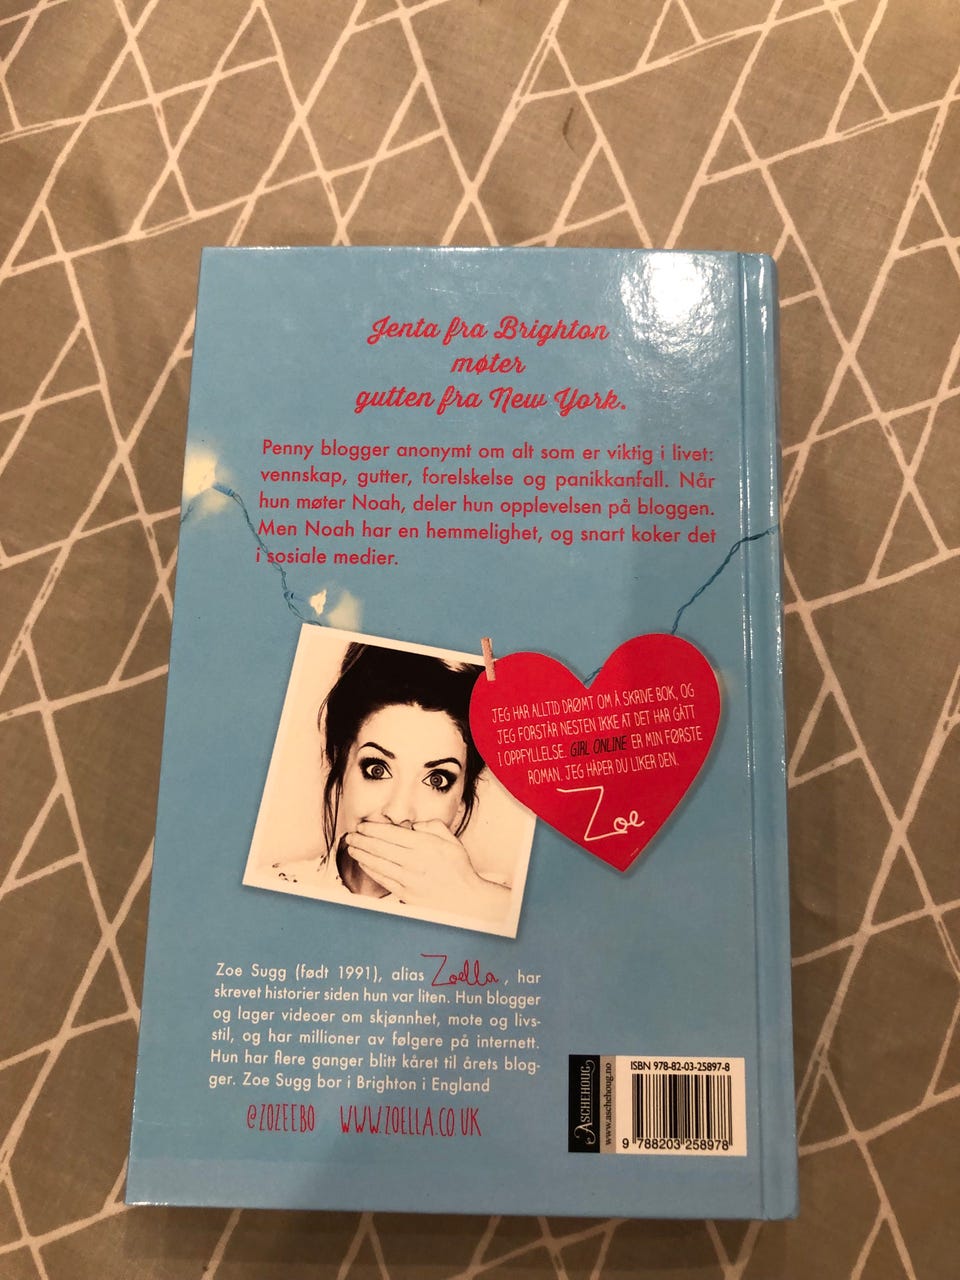 Jenta fra Brighton
møter
gutten fra New York.
Penny blogger anonymt om alt som er viktig i livet:
vennskap, gutter, forelskelse og panikkanfall. Når
hun møter Noah, deler hun opplevelsen på bloggen.
Men Noah har en hemmelighet, og snart koker det
i sosiale medier.
JEG HAR ALLTID DRØMT OM Å SKRIVE BOK, OG
JEG FORSTÅR NESTEN IKKE AT DET HAR GÅTT
I OPPFYLLELSE. GIRL ONLINE ER MIN FØRSTE
ROMAN. JEG HÅPER DU LIKER DEN.
Zoe
Zoe Sugg (født 1991), alias Zoella, har
skrevet historier siden hun var liten. Hun blogger
og lager videoer om skjønnhet, mote og livs-
stil, og har millioner av følgere på internett.
Hun har flere ganger blitt kåret til årets blog-
ger. Zoe Sugg bor i Brighton i England
@ZOZEEBO WWW.ZOELLA.CO.UK
ASCHEHOUG
www.aschehoug.no
ISBN 978-82-03-25897-8
9 788203 258978